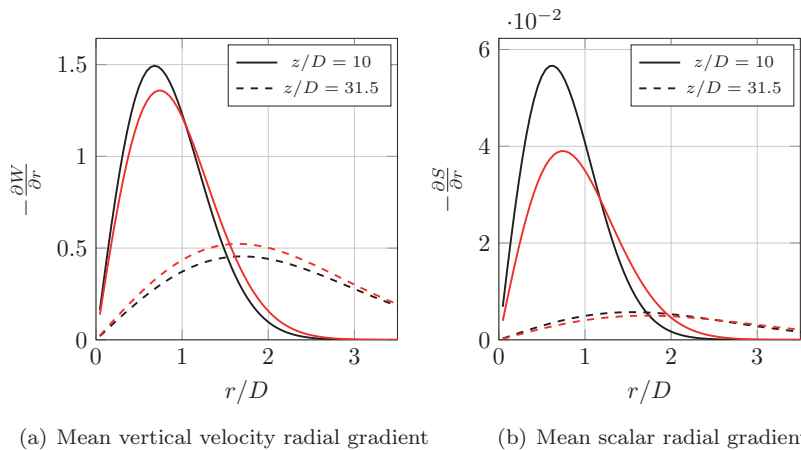 ·10⁻²
z/D = 10
z/D = 31.5
1.5
1
0.5
0
−∂W/∂r
0 1 2 3
r/D
z/D = 10
z/D = 31.5
6
4
2
0
−∂S/∂r
0 1 2 3
r/D
(a) Mean vertical velocity radial gradient
(b) Mean scalar radial gradien